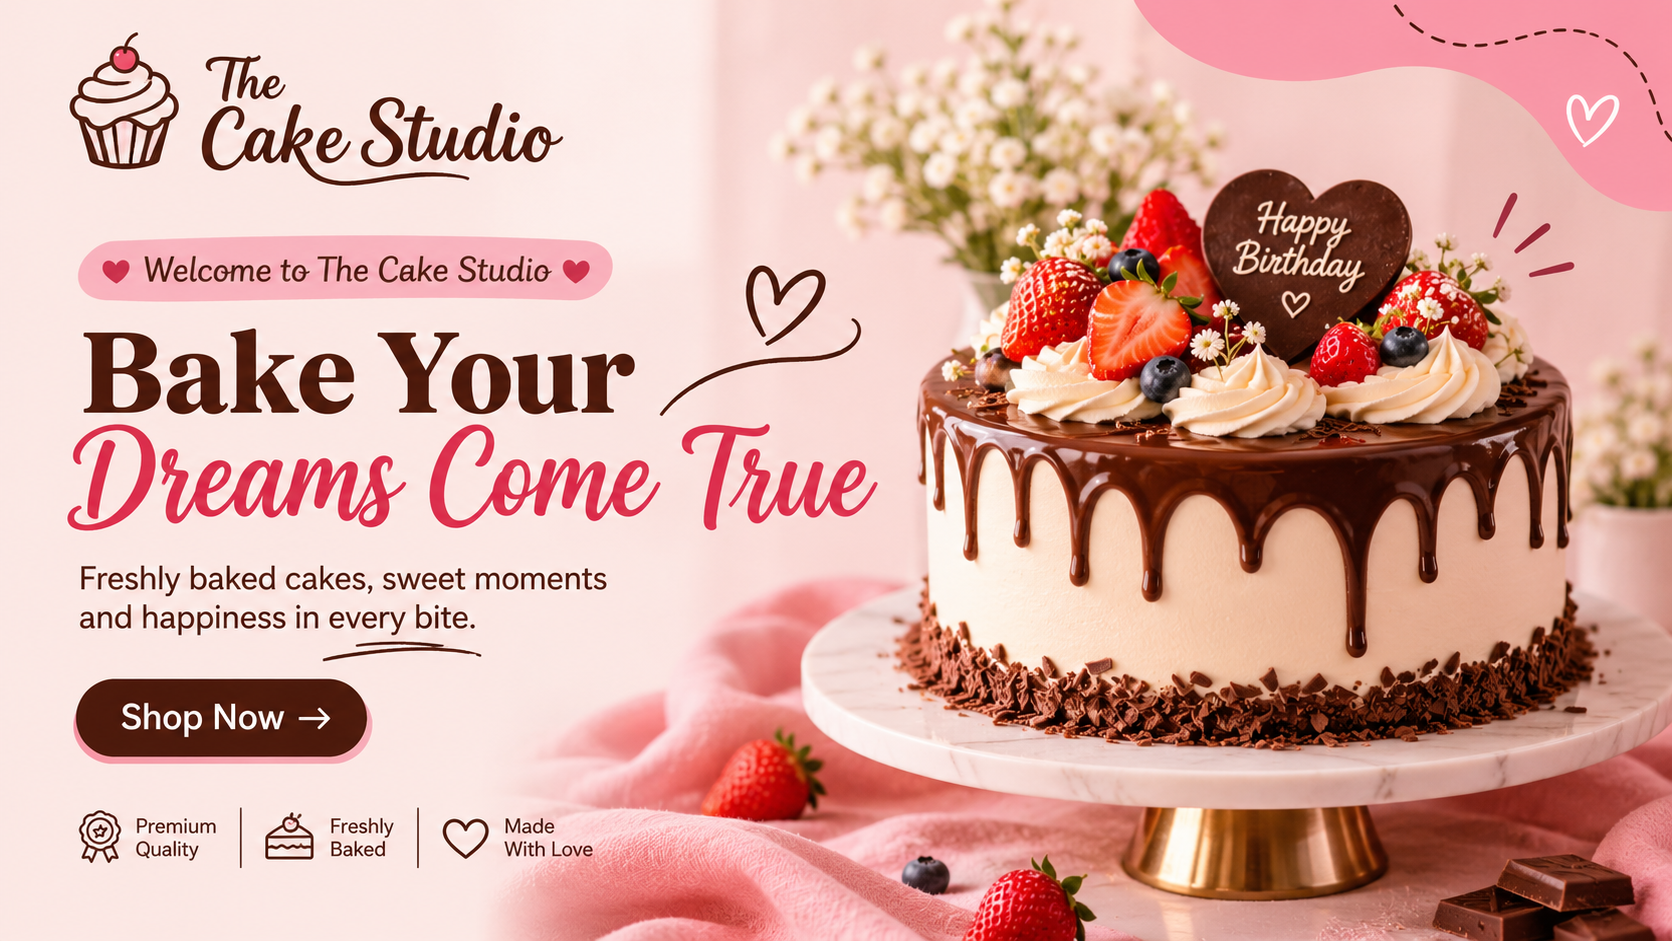 The
Cake Studio
Welcome to The Cake Studio
Bake Your
Dreams Come True
Freshly baked cakes, sweet moments
and happiness in every bite.
Shop Now →
Premium
Quality
Freshly
Baked
Made
With Love
Happy
Birthday